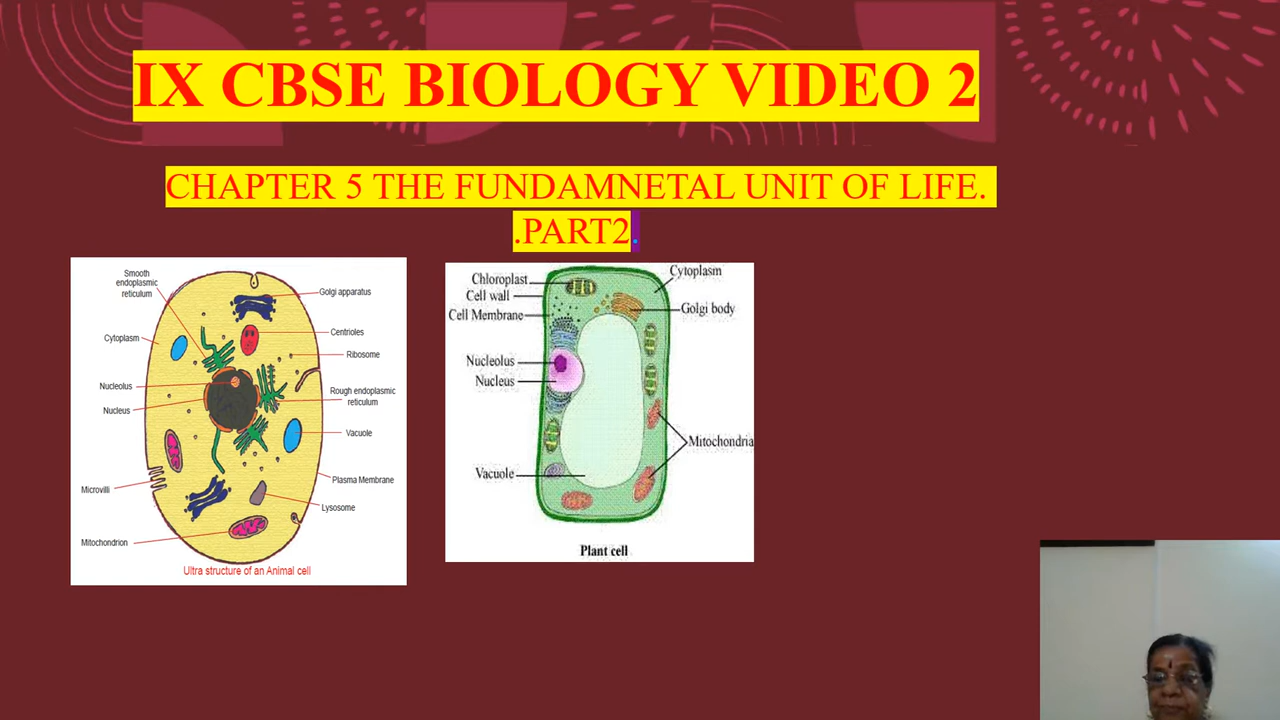 IX CBSE BIOLOGY VIDEO 2
CHAPTER 5 THE FUNDAMNETAL UNIT OF LIFE.
.PART2.
Smooth
endoplasmic
reticulum
Golgi apparatus
Centrioles
Cytoplasm
Ribosome
Nucleolus
Rough endoplasmic
reticulum
Nucleus
Vacuole
Plasma Membrane
Microvilli
Lysosome
Mitochondrion
Ultra structure of an Animal cell
Chloroplast
Cytoplasm
Cell wall
Cell Membrane
Golgi body
Nucleolus
Nucleus
Mitochondria
Vacuole
Plant cell